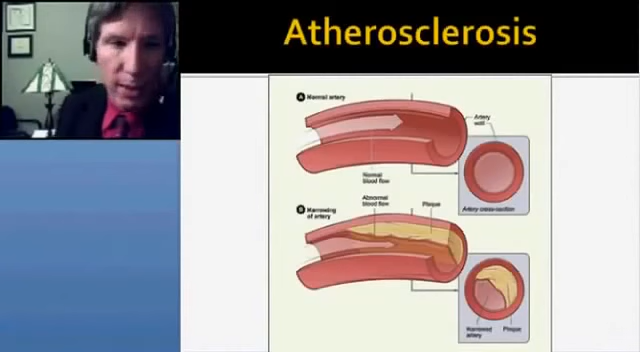 Atherosclerosis
A Normal artery
Artery
wall
Normal
blood flow
Artery cross-section
B Narrowing
of artery
Abnormal
blood flow
Plaque
Narrowed
artery
Plaque